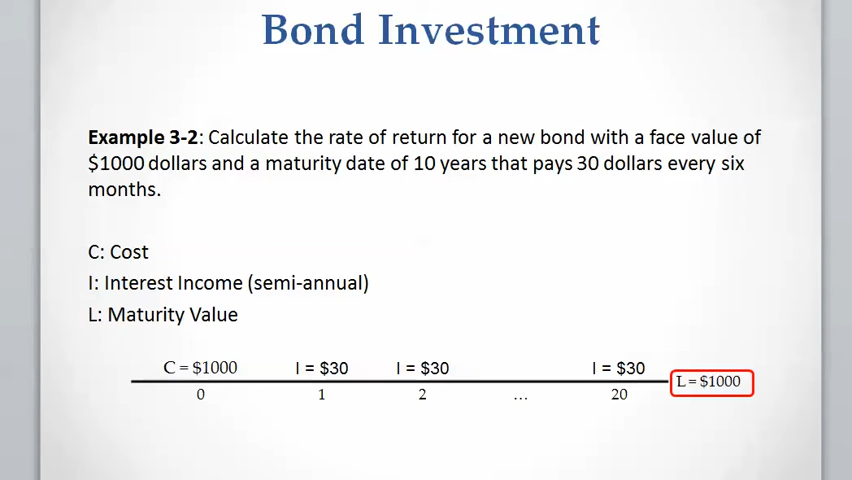 Bond Investment
Example 3-2: Calculate the rate of return for a new bond with a face value of
$1000 dollars and a maturity date of 10 years that pays 30 dollars every six
months.
C: Cost
I: Interest Income (semi-annual)
L: Maturity Value
C = $1000 I = $30 I = $30 I = $30
L = $1000
0 1 2 … 20